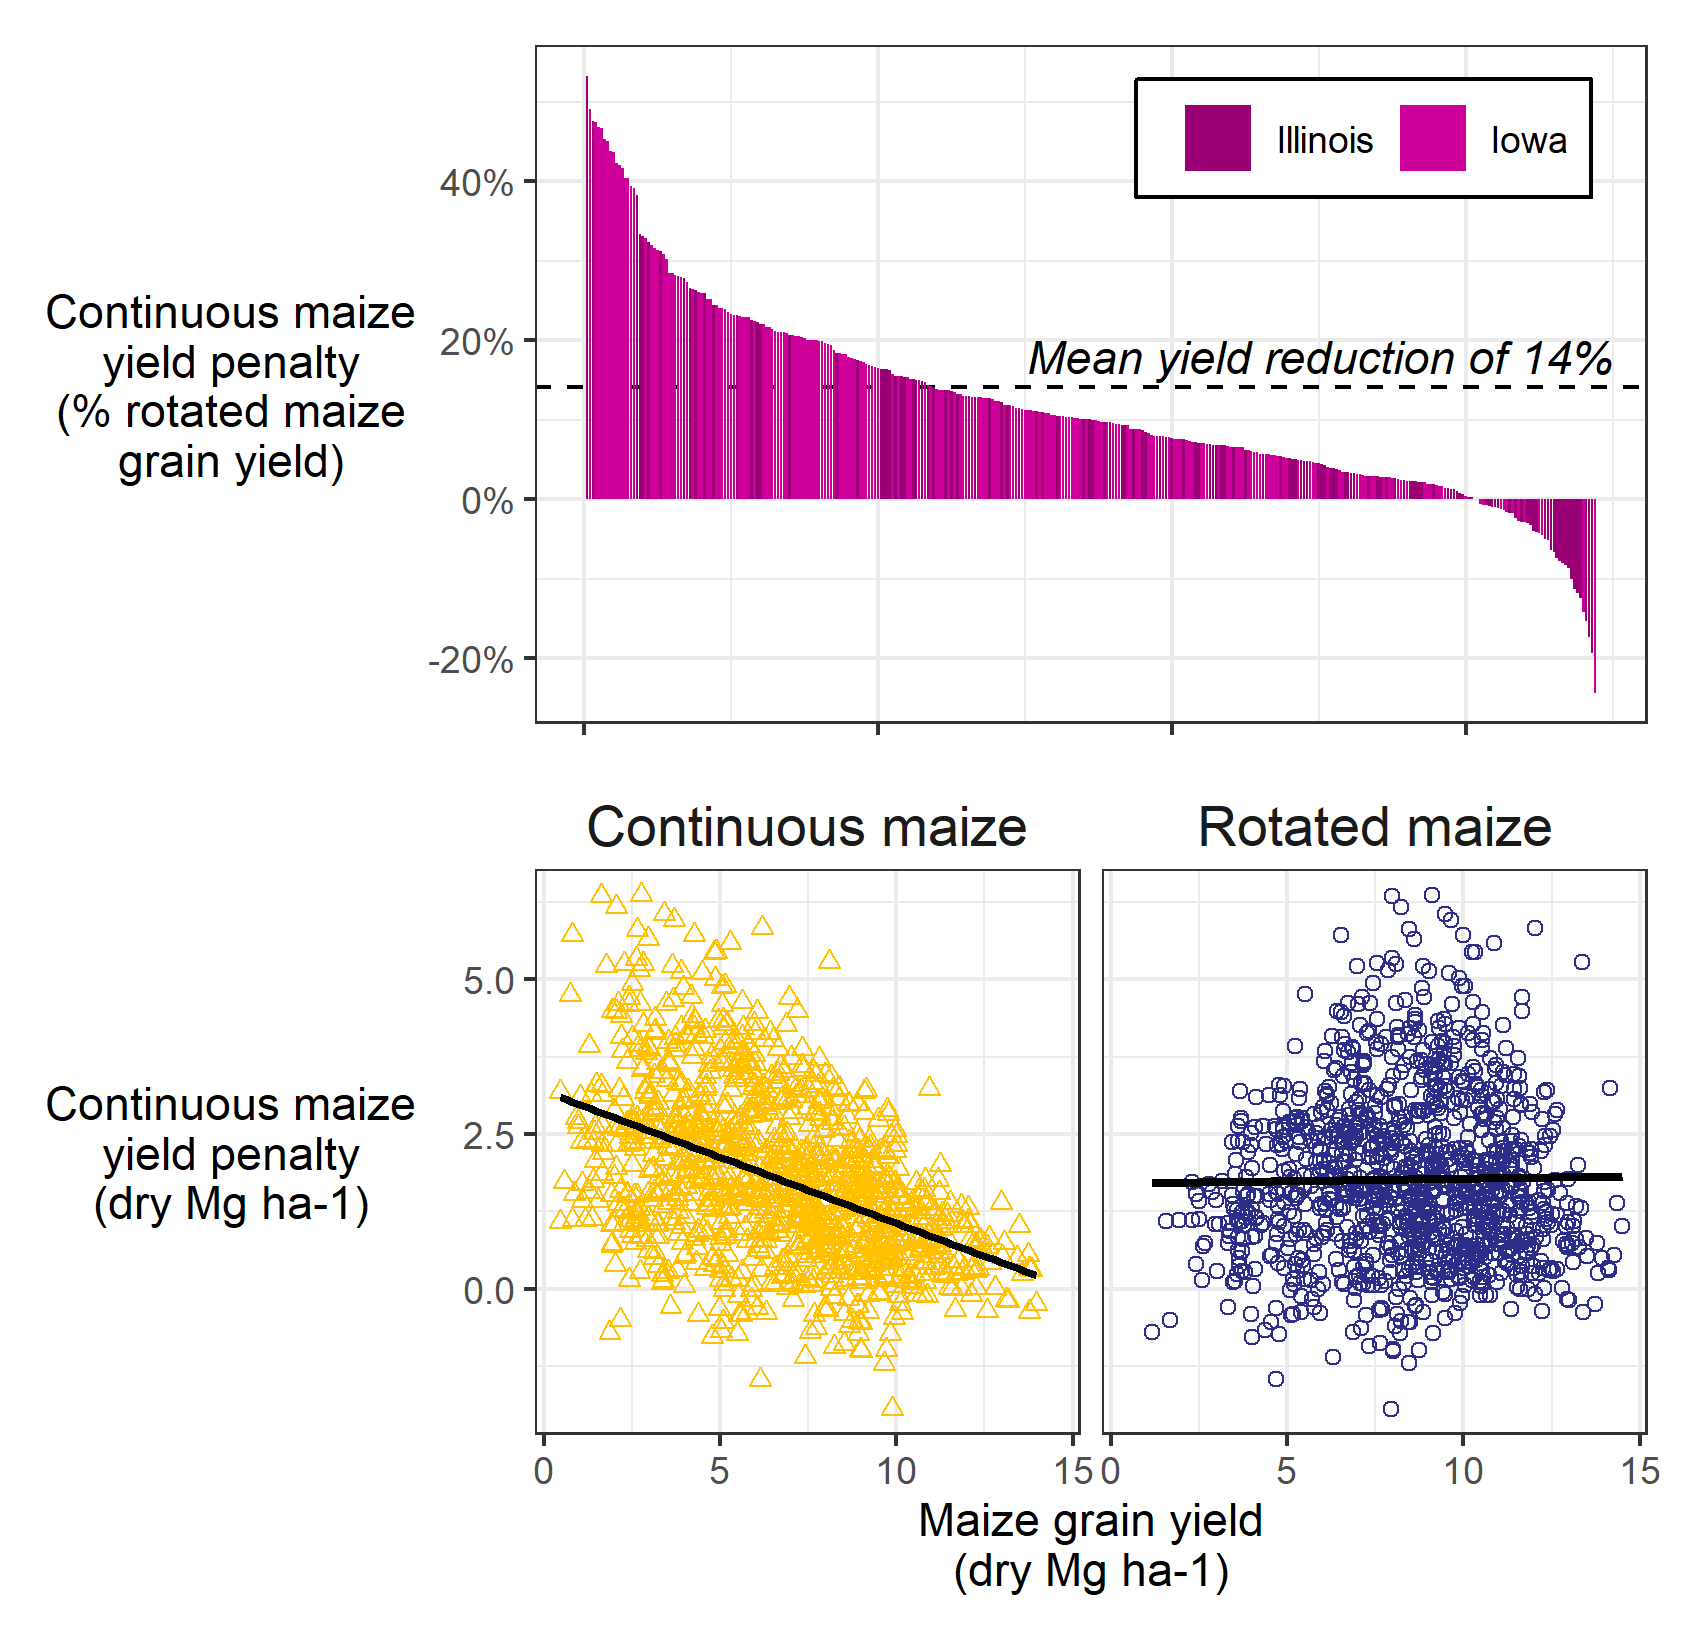 Illinois
Iowa
40%
20%
0%
-20%
Continuous maize
yield penalty
(% rotated maize
grain yield)
Mean yield reduction of 14%
Continuous maize
Rotated maize
5.0
2.5
0.0
Continuous maize
yield penalty
(dry Mg ha-1)
0 5 10 15 0 5 10 15
Maize grain yield
(dry Mg ha-1)